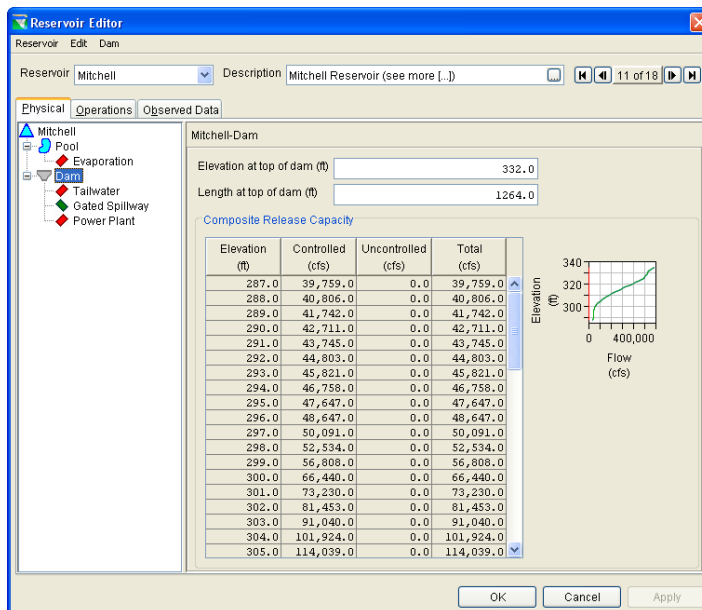 Reservoir Editor
Reservoir Edit Dam
Reservoir Mitchell Description Mitchell Reservoir (see more [...]) ... 11 of 18
Physical Operations Observed Data
Mitchell
Pool
Evaporation
Dam
Tailwater
Gated Spillway
Power Plant
Mitchell-Dam
Elevation at top of dam (ft) 332.0
Length at top of dam (ft) 1264.0
Composite Release Capacity
Elevation (ft) Controlled (cfs) Uncontrolled (cfs) Total (cfs)
287.0 39,759.0 0.0 39,759.0
288.0 40,806.0 0.0 40,806.0
289.0 41,742.0 0.0 41,742.0
290.0 42,711.0 0.0 42,711.0
291.0 43,745.0 0.0 43,745.0
292.0 44,803.0 0.0 44,803.0
293.0 45,821.0 0.0 45,821.0
294.0 46,758.0 0.0 46,758.0
295.0 47,647.0 0.0 47,647.0
296.0 48,647.0 0.0 48,647.0
297.0 50,091.0 0.0 50,091.0
298.0 52,534.0 0.0 52,534.0
299.0 56,808.0 0.0 56,808.0
300.0 66,440.0 0.0 66,440.0
301.0 73,230.0 0.0 73,230.0
302.0 81,453.0 0.0 81,453.0
303.0 91,040.0 0.0 91,040.0
304.0 101,924.0 0.0 101,924.0
305.0 114,039.0 0.0 114,039.0
Elevation (ft)
340
320
300
0 400,000
Flow
(cfs)
OK Cancel Apply